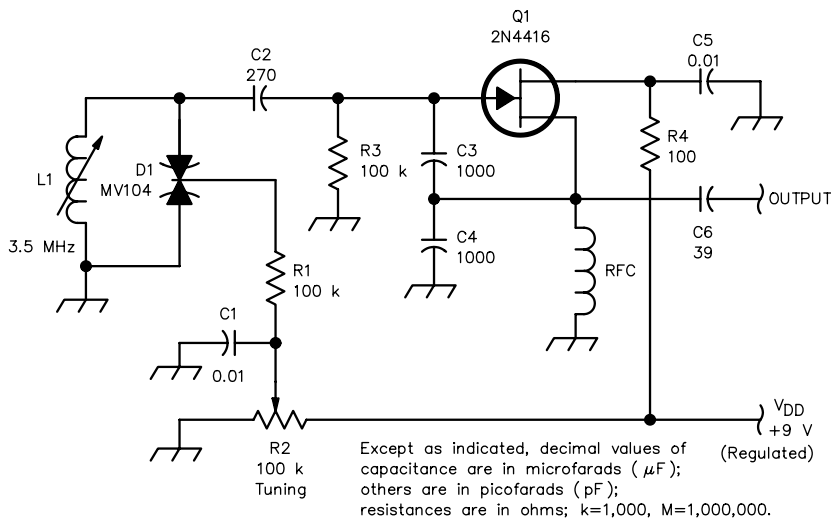 Q1
2N4416
C2
270
C5
0.01
D1
MV104
L1
R3
100 k
C3
1000
R4
100
3.5 MHz
C4
1000
OUTPUT
C6
39
R1
100 k
RFC
C1
0.01
R2
100 k
Tuning
VDD
+9 V
(Regulated)
Except as indicated, decimal values of
capacitance are in microfarads ( µF);
others are in picofarads (pF);
resistances are in ohms; k=1,000, M=1,000,000.